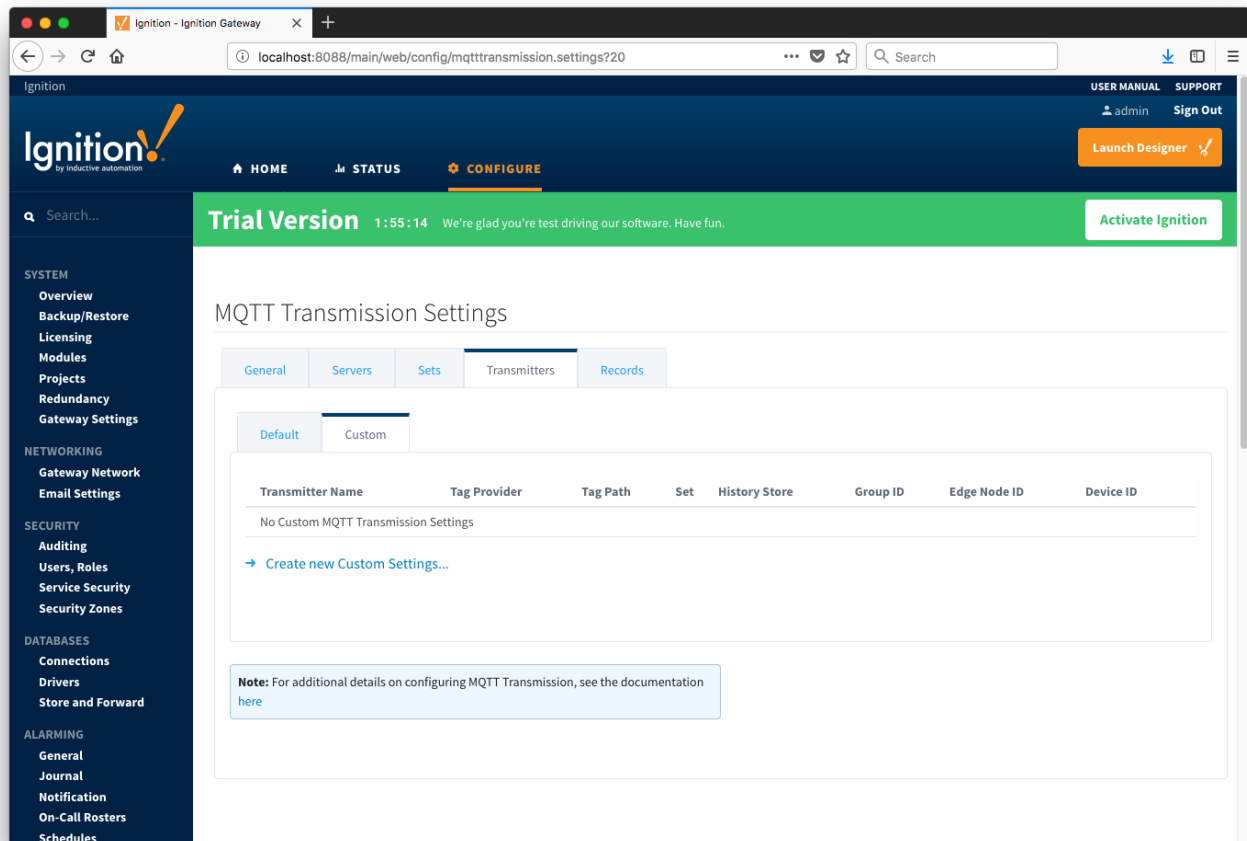 Ignition - Ignition Gateway
localhost:8088/main/web/config/mqtttransmission.settings?20
Search
Ignition
USER MANUAL SUPPORT
admin Sign Out
Ignition!
by inductive automation
HOME STATUS CONFIGURE
Launch Designer
Search...
Trial Version 1:55:14 We're glad you're test driving our software. Have fun.
Activate Ignition
SYSTEM
Overview
Backup/Restore
Licensing
Modules
Projects
Redundancy
Gateway Settings
NETWORKING
Gateway Network
Email Settings
SECURITY
Auditing
Users, Roles
Service Security
Security Zones
DATABASES
Connections
Drivers
Store and Forward
ALARMING
General
Journal
Notification
On-Call Rosters
Schedules
MQTT Transmission Settings
General Servers Sets Transmitters Records
Default Custom
Transmitter Name Tag Provider Tag Path Set History Store Group ID Edge Node ID Device ID
No Custom MQTT Transmission Settings
Create new Custom Settings...
Note: For additional details on configuring MQTT Transmission, see the documentation
here